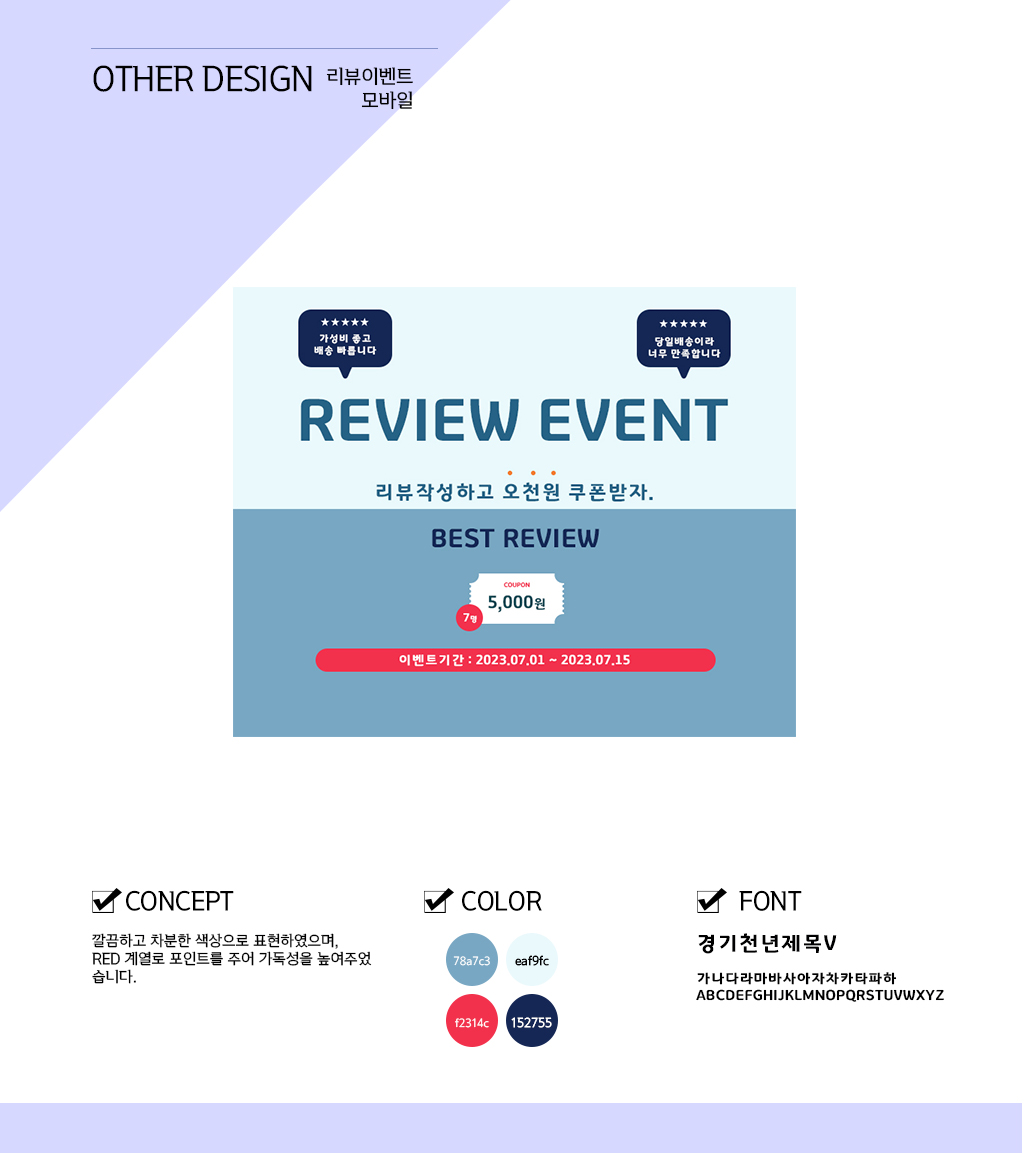 OTHER DESIGN 리뷰이벤트
모바일
★★★★★
가성비 좋고
배송 빠릅니다
★★★★★
당일배송이라
너무 만족합니다
REVIEW EVENT
리뷰작성하고 오천원 쿠폰받자.
BEST REVIEW
COUPON
5,000원
7명
이벤트기간 : 2023.07.01 ~ 2023.07.15
CONCEPT
깔끔하고 차분한 색상으로 표현하였으며,
RED 계열로 포인트를 주어 가독성을 높여주었
습니다.
COLOR
78a7c3
eaf9fc
f2314c
152755
FONT
경기천년제목V
가나다라마바사아자차카타파하
ABCDEFGHIJKLMNOPQRSTUVWXYZ